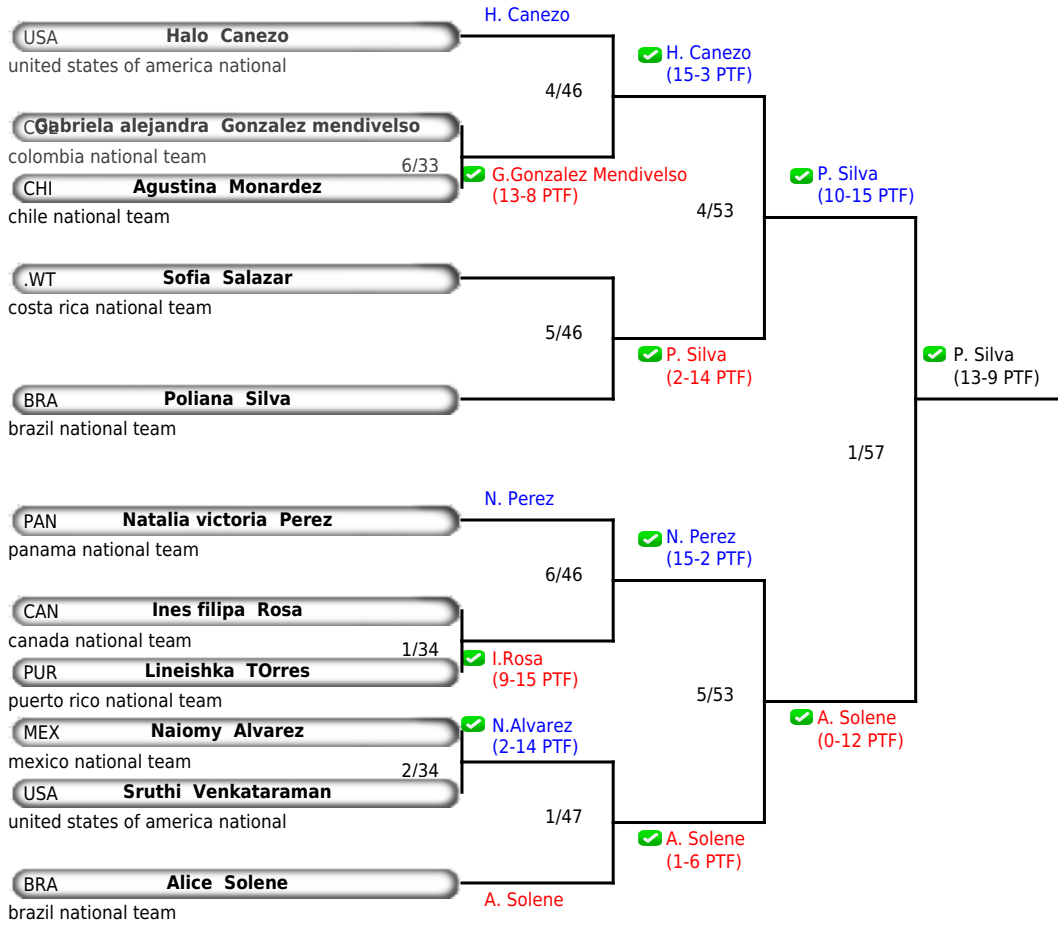 H. Canezo
USA Halo Canezo
united states of america national
H. Canezo
(15-3 PTF)
4/46
Gabriela alejandra Gonzalez mendivelso
colombia national team
6/33
G.Gonzalez Mendivelso
(13-8 PTF)
CHI Agustina Monardez
chile national team
P. Silva
(10-15 PTF)
4/53
.WT Sofia Salazar
costa rica national team
5/46
P. Silva
(2-14 PTF)
P. Silva
(13-9 PTF)
BRA Poliana Silva
brazil national team
1/57
N. Perez
PAN Natalia victoria Perez
panama national team
N. Perez
(15-2 PTF)
6/46
CAN Ines filipa Rosa
canada national team
1/34
I.Rosa
(9-15 PTF)
PUR Lineishka TOrres
puerto rico national team
5/53
MEX Naiomy Alvarez
mexico national team
N.Alvarez
(2-14 PTF)
2/34
A. Solene
(0-12 PTF)
USA Sruthi Venkataraman
united states of america national
1/47
A. Solene
(1-6 PTF)
BRA Alice Solene
brazil national team
A. Solene